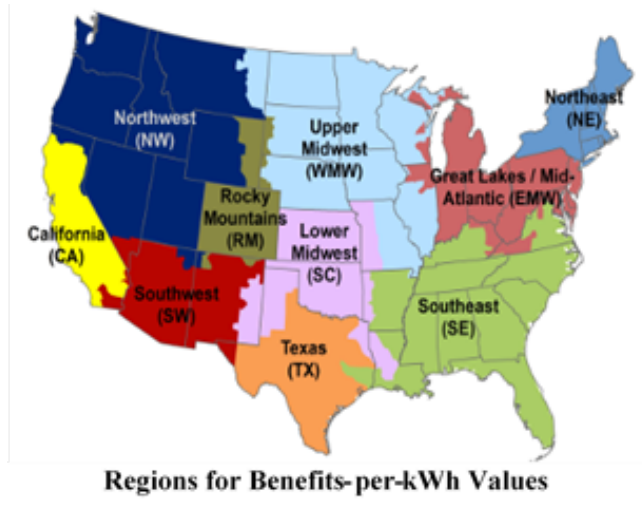 Northwest
(NW)
Upper
Midwest
(WMW)
Northeast
(NE)
Great Lakes / Mid-
Atlantic (EMW)
Rocky
Mountains
(RM)
California
(CA)
Lower
Midwest
(SC)
Southwest
(SW)
Southeast
(SE)
Texas
(TX)
Regions for Benefits-per-kWh Values